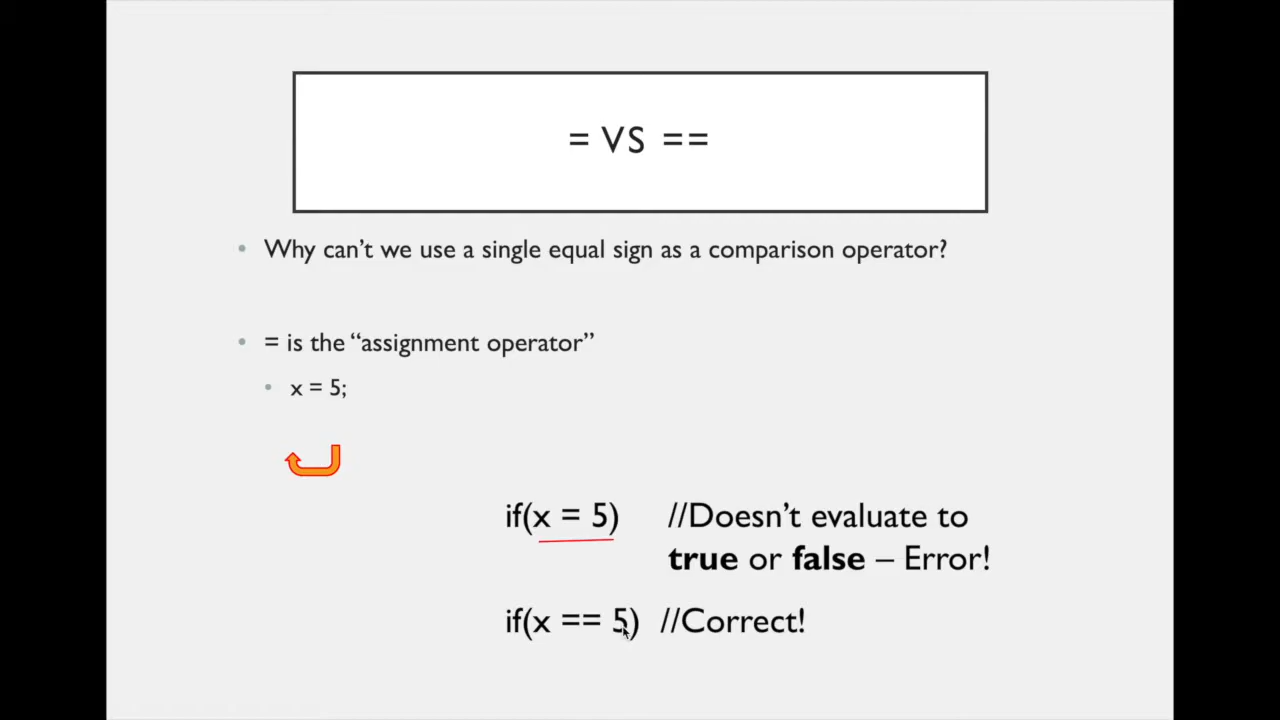 = VS ==
Why can’t we use a single equal sign as a comparison operator?
= is the “assignment operator”
x = 5;
if(x = 5) //Doesn’t evaluate to
true or false – Error!
if(x == 5) //Correct!